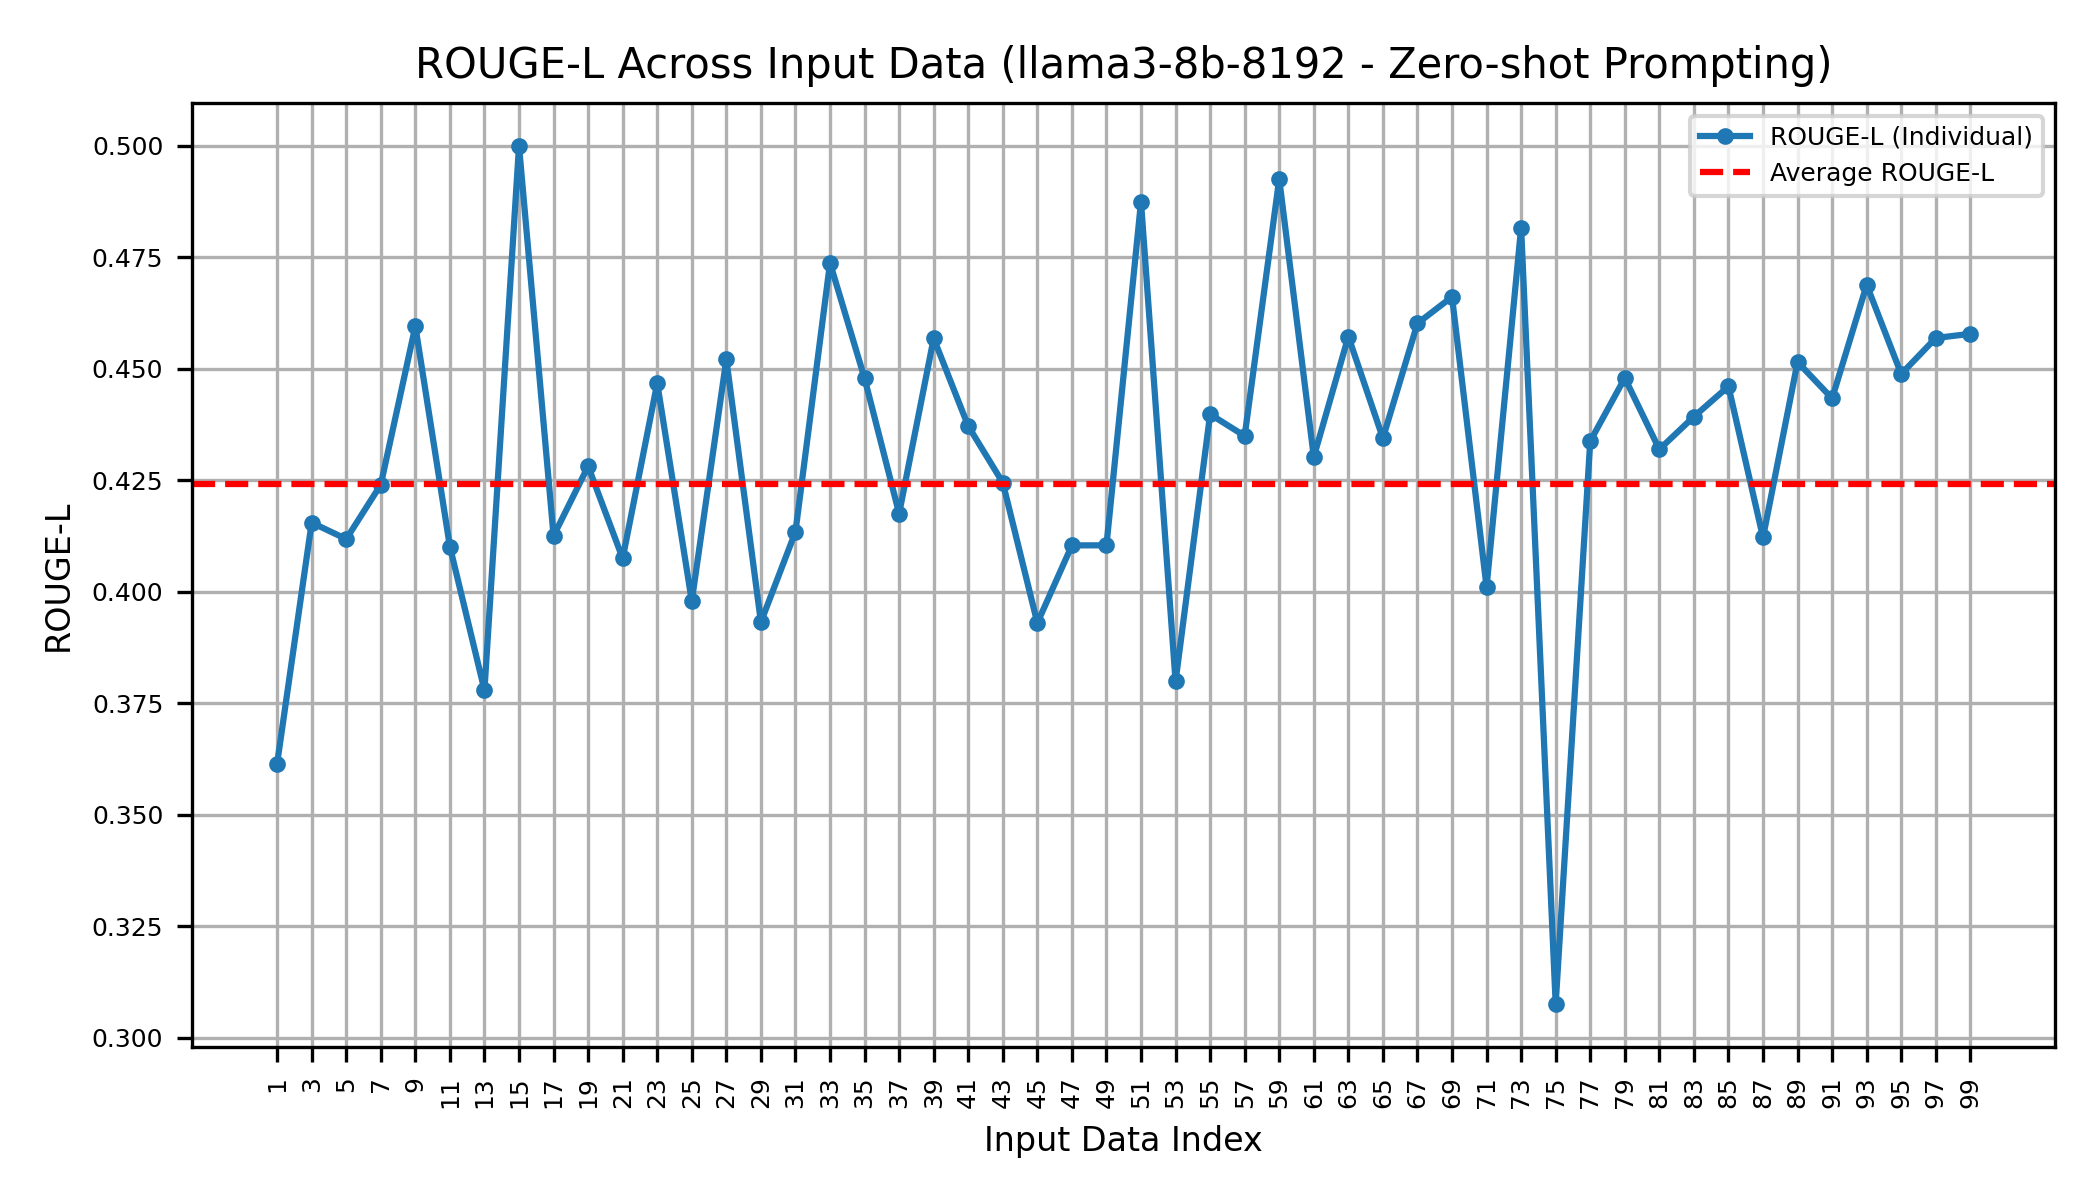 ROUGE-L Across Input Data (llama3-8b-8192 - Zero-shot Prompting)
ROUGE-L (Individual)
Average ROUGE-L
ROUGE-L
0.500
0.475
0.450
0.425
0.400
0.375
0.350
0.325
0.300
1 3 5 7 9 11 13 15 17 19 21 23 25 27 29 31 33 35 37 39 41 43 45 47 49 51 53 55 57 59 61 63 65 67 69 71 73 75 77 79 81 83 85 87 89 91 93 95 97 99
Input Data Index